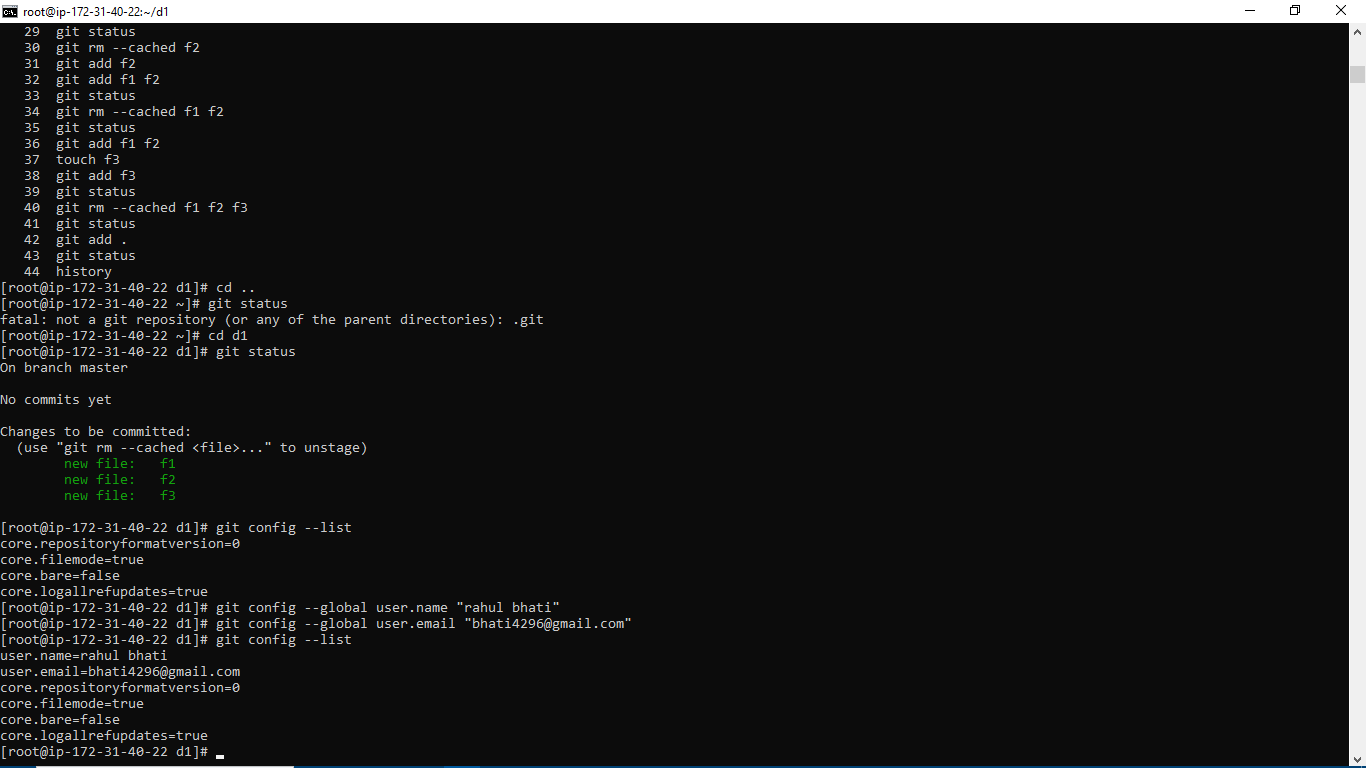 root@ip-172-31-40-22:~/d1
29 git status
30 git rm --cached f2
31 git add f2
32 git add f1 f2
33 git status
34 git rm --cached f1 f2
35 git status
36 git add f1 f2
37 touch f3
38 git add f3
39 git status
40 git rm --cached f1 f2 f3
41 git status
42 git add .
43 git status
44 history
[root@ip-172-31-40-22 d1]# cd ..
[root@ip-172-31-40-22 ~]# git status
fatal: not a git repository (or any of the parent directories): .git
[root@ip-172-31-40-22 ~]# cd d1
[root@ip-172-31-40-22 d1]# git status
On branch master
No commits yet
Changes to be committed:
(use "git rm --cached <file>..." to unstage)
new file: f1
new file: f2
new file: f3
[root@ip-172-31-40-22 d1]# git config --list
core.repositoryformatversion=0
core.filemode=true
core.bare=false
core.logallrefupdates=true
[root@ip-172-31-40-22 d1]# git config --global user.name "rahul bhati"
[root@ip-172-31-40-22 d1]# git config --global user.email "bhati4296@gmail.com"
[root@ip-172-31-40-22 d1]# git config --list
user.name=rahul bhati
user.email=bhati4296@gmail.com
core.repositoryformatversion=0
core.filemode=true
core.bare=false
core.logallrefupdates=true
[root@ip-172-31-40-22 d1]#